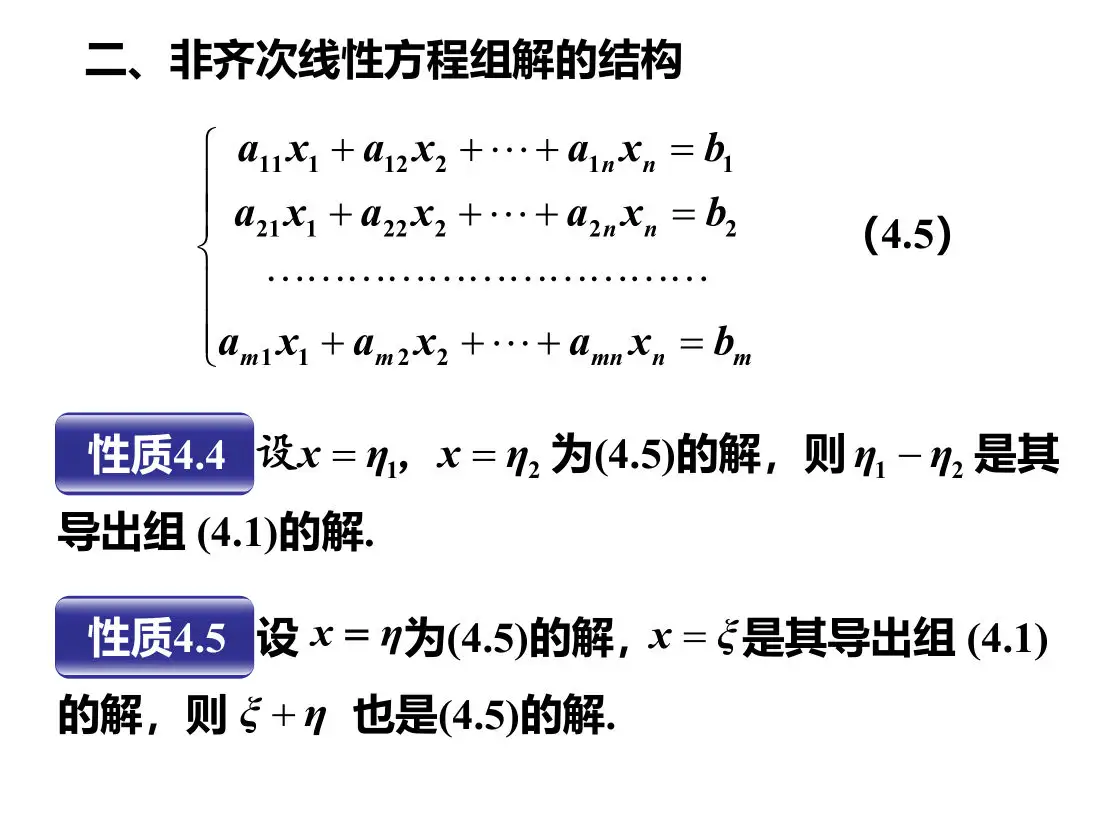 二、非齐次线性方程组解的结构
a₁₁x₁ + a₁₂x₂ + ⋯ + a₁ₙxₙ = b₁
a₂₁x₁ + a₂₂x₂ + ⋯ + a₂ₙxₙ = b₂
（4.5）
⋯⋯⋯⋯⋯⋯⋯⋯⋯⋯⋯
aₘ₁x₁ + aₘ₂x₂ + ⋯ + aₘₙxₙ = bₘ
性质4.4 设x = η₁，x = η₂ 为(4.5)的解，则 η₁ − η₂ 是其
导出组 (4.1)的解.
性质4.5 设 x = η为(4.5)的解，x = ξ是其导出组 (4.1)
的解，则 ξ + η 也是(4.5)的解.